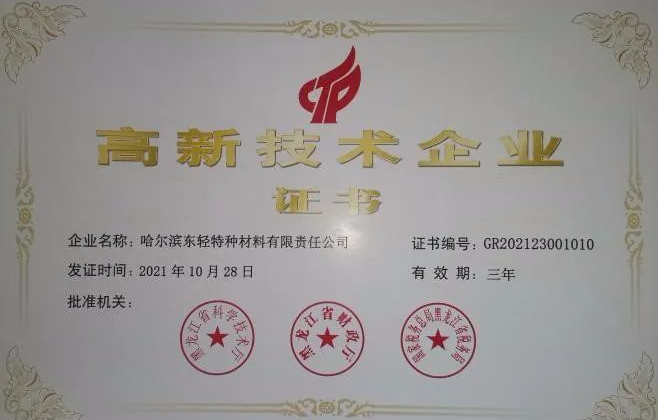 高新技术企业
证书
企业名称：哈尔滨东轻特种材料有限责任公司
证书编号：GR202123001010
发证时间：2021年10月28日
有效期：三年
批准机关：
黑龙江省科学技术厅
黑龙江省财政厅
国家税务总局黑龙江省税务局